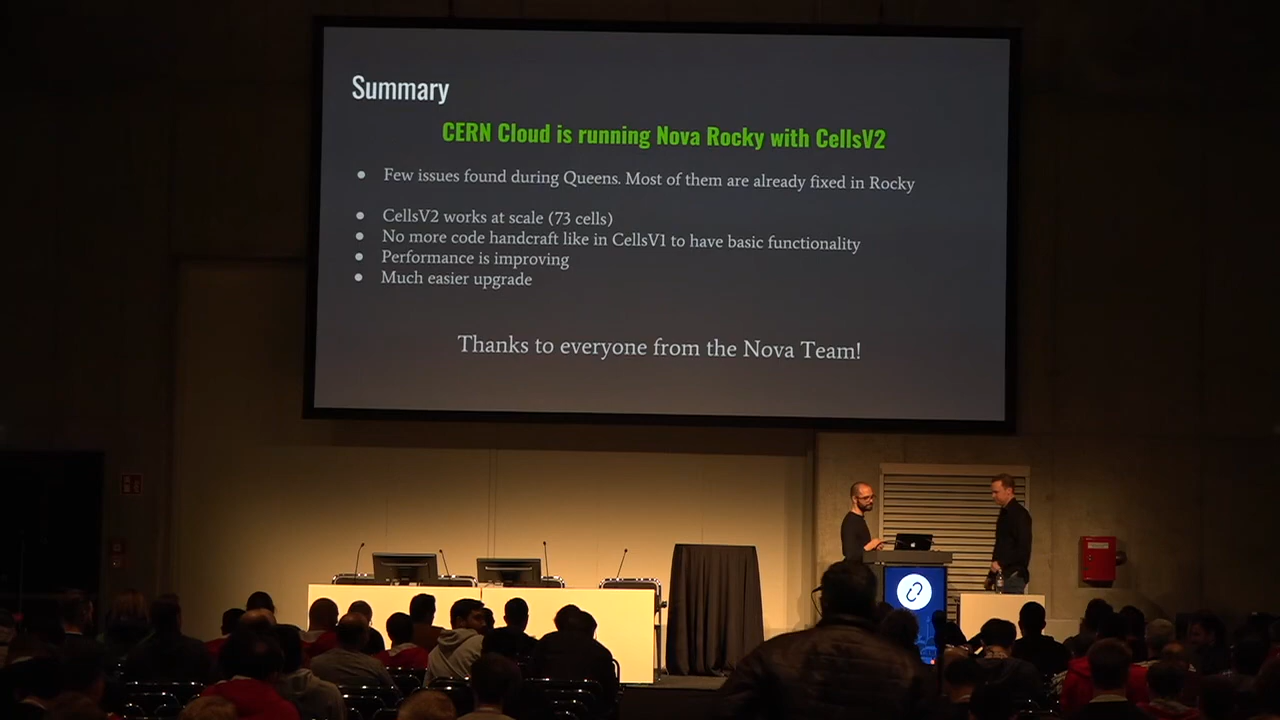 Summary
CERN Cloud is running Nova Rocky with CellsV2
Few issues found during Queens. Most of them are already fixed in Rocky
CellsV2 works at scale (73 cells)
No more code handcraft like in CellsV1 to have basic functionality
Performance is improving
Much easier upgrade
Thanks to everyone from the Nova Team!